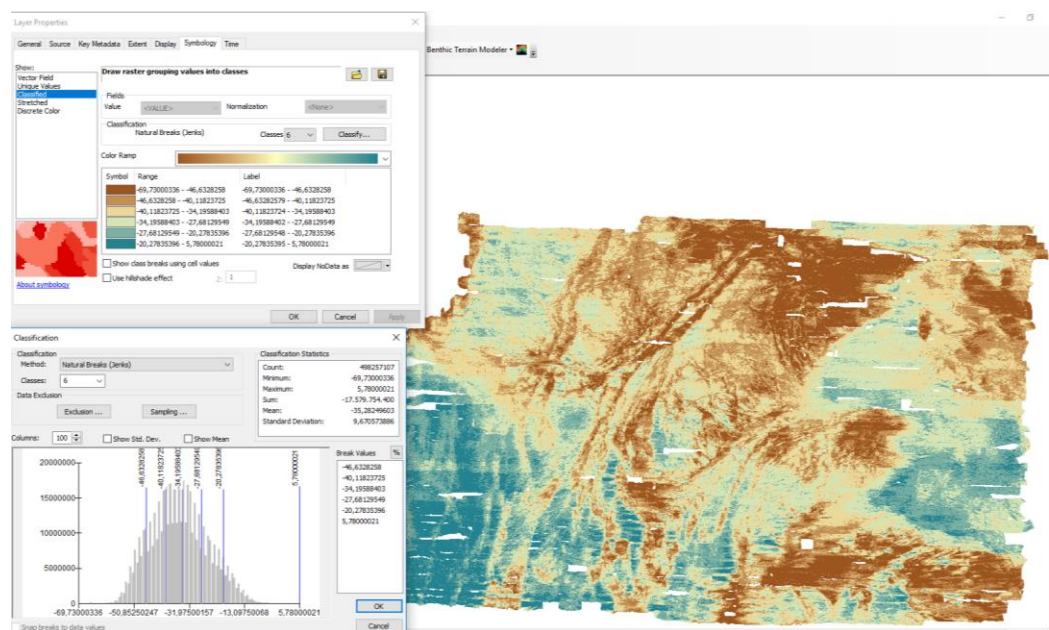 Layer Properties
General Source Key Metadata Extent Display Symbology Time
Show:
Vector Field
Unique Values
Classified
Stretched
Discrete Color
About symbology
Draw raster grouping values into classes
Fields
Value <VALUE> Normalization <None>
Classification
Natural Breaks (Jenks) Classes 6 Classify...
Color Ramp
Symbol Range Label
-69,73000336 - -46,6328258 -69,73000336 - -46,6328258
-46,6328258 - -40,11823725 -46,63282579 - -40,11823725
-40,11823725 - -34,19588403 -40,11823724 - -34,19588403
-34,19588403 - -27,68129549 -34,19588402 - -27,68129549
-27,68129549 - -20,27835396 -27,68129548 - -20,27835396
-20,27835396 - 5,78000021 -20,27835395 - 5,78000021
Show class breaks using cell values Display NoData as
Use hillshade effect Z: 1
OK Cancel Apply
Benthic Terrain Modeler
Classification
Classification
Method: Natural Breaks (Jenks)
Classes: 6
Data Exclusion
Exclusion ... Sampling ...
Classification Statistics
Count: 498257107
Minimum: -69,73000336
Maximum: 5,78000021
Sum: -17.579.754.400
Mean: -35,28249603
Standard Deviation: 9,670573886
Columns: 100 Show Std. Dev. Show Mean
Break Values %
-46,6328258
-40,11823725
-34,19588403
-27,68129549
-20,27835396
5,78000021
-46,6328258
-40,11823725
-34,19588403
-27,68129549
-20,27835396
5,78000021
20000000
15000000
10000000
5000000
0
-69,73000336 -50,85250247 -31,97500157 -13,09750068 5,78000021
Snap breaks to data values
OK
Cancel